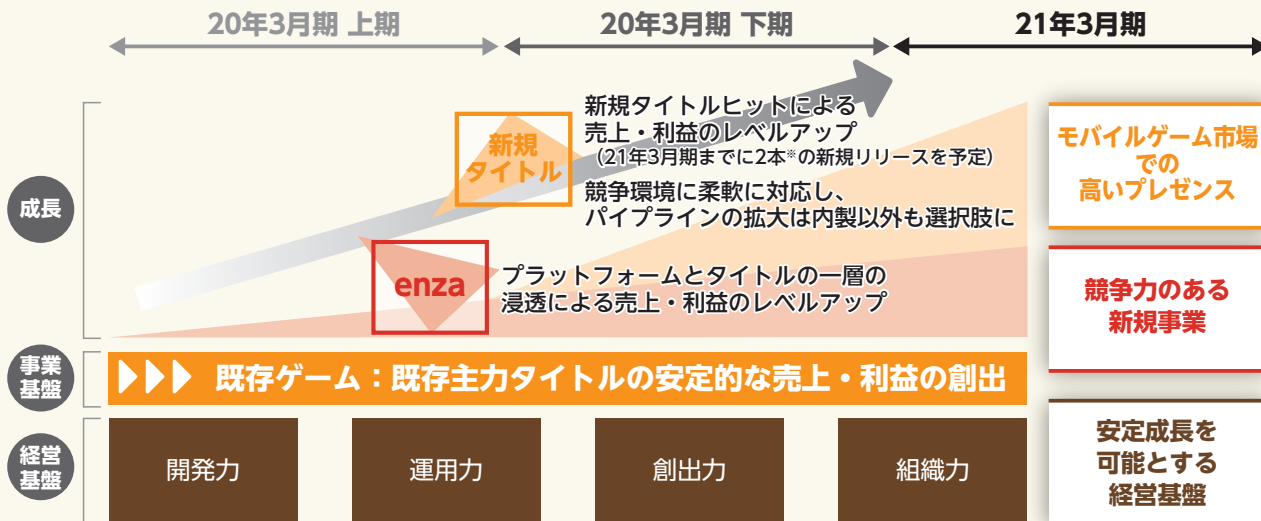 20年3月期 上期
20年3月期 下期
21年3月期
成長
新規
タイトル
新規タイトルヒットによる
売上・利益のレベルアップ
（21年3月期までに2本※の新規リリースを予定）
競争環境に柔軟に対応し、
パイプラインの拡大は内製以外も選択肢に
enza
プラットフォームとタイトルの一層の
浸透による売上・利益のレベルアップ
モバイルゲーム市場
での
高いプレゼンス
競争力のある
新規事業
事業
基盤
既存ゲーム：既存主力タイトルの安定的な売上・利益の創出
経営
基盤
開発力
運用力
創出力
組織力
安定成長を
可能とする
経営基盤